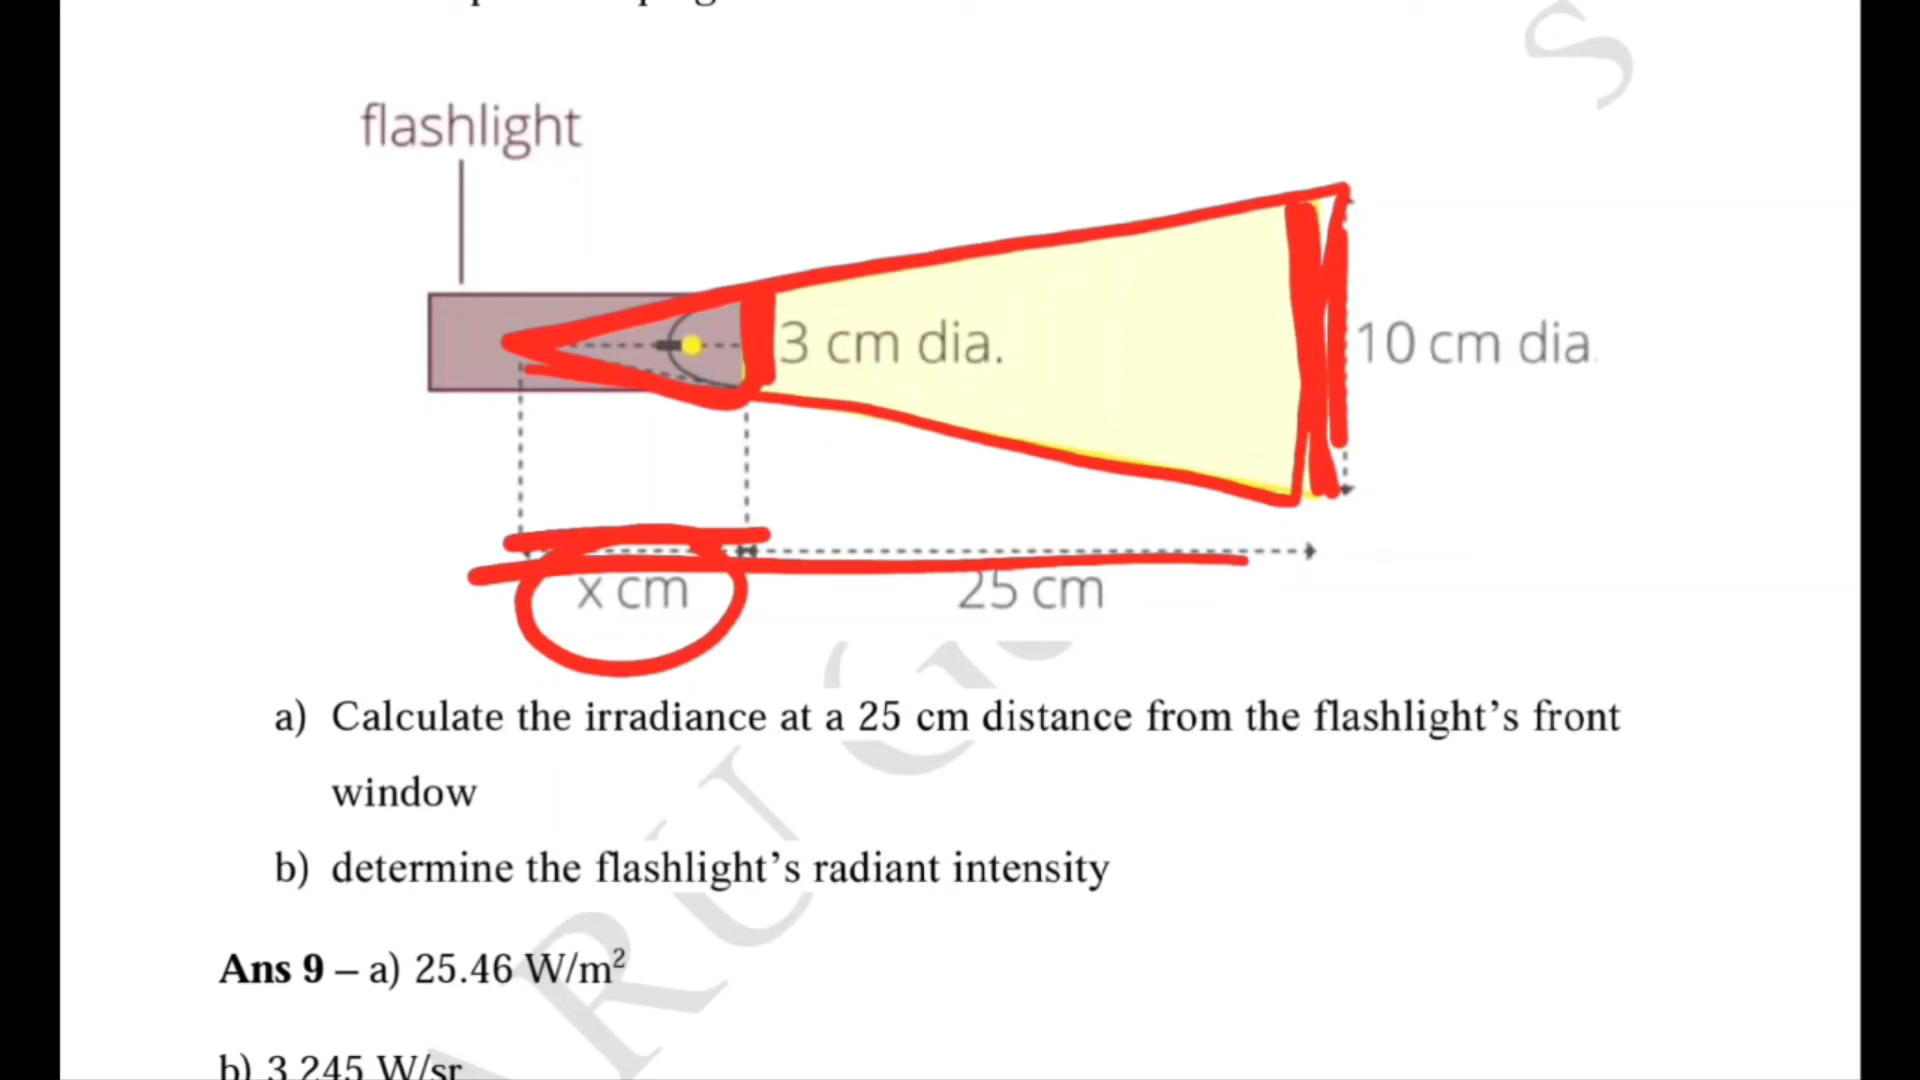 flashlight
3 cm dia.
10 cm dia.
x cm
25 cm
a) Calculate the irradiance at a 25 cm distance from the flashlight’s front
window
b) determine the flashlight’s radiant intensity
Ans 9 – a) 25.46 W/m²
b) 3.245 W/sr